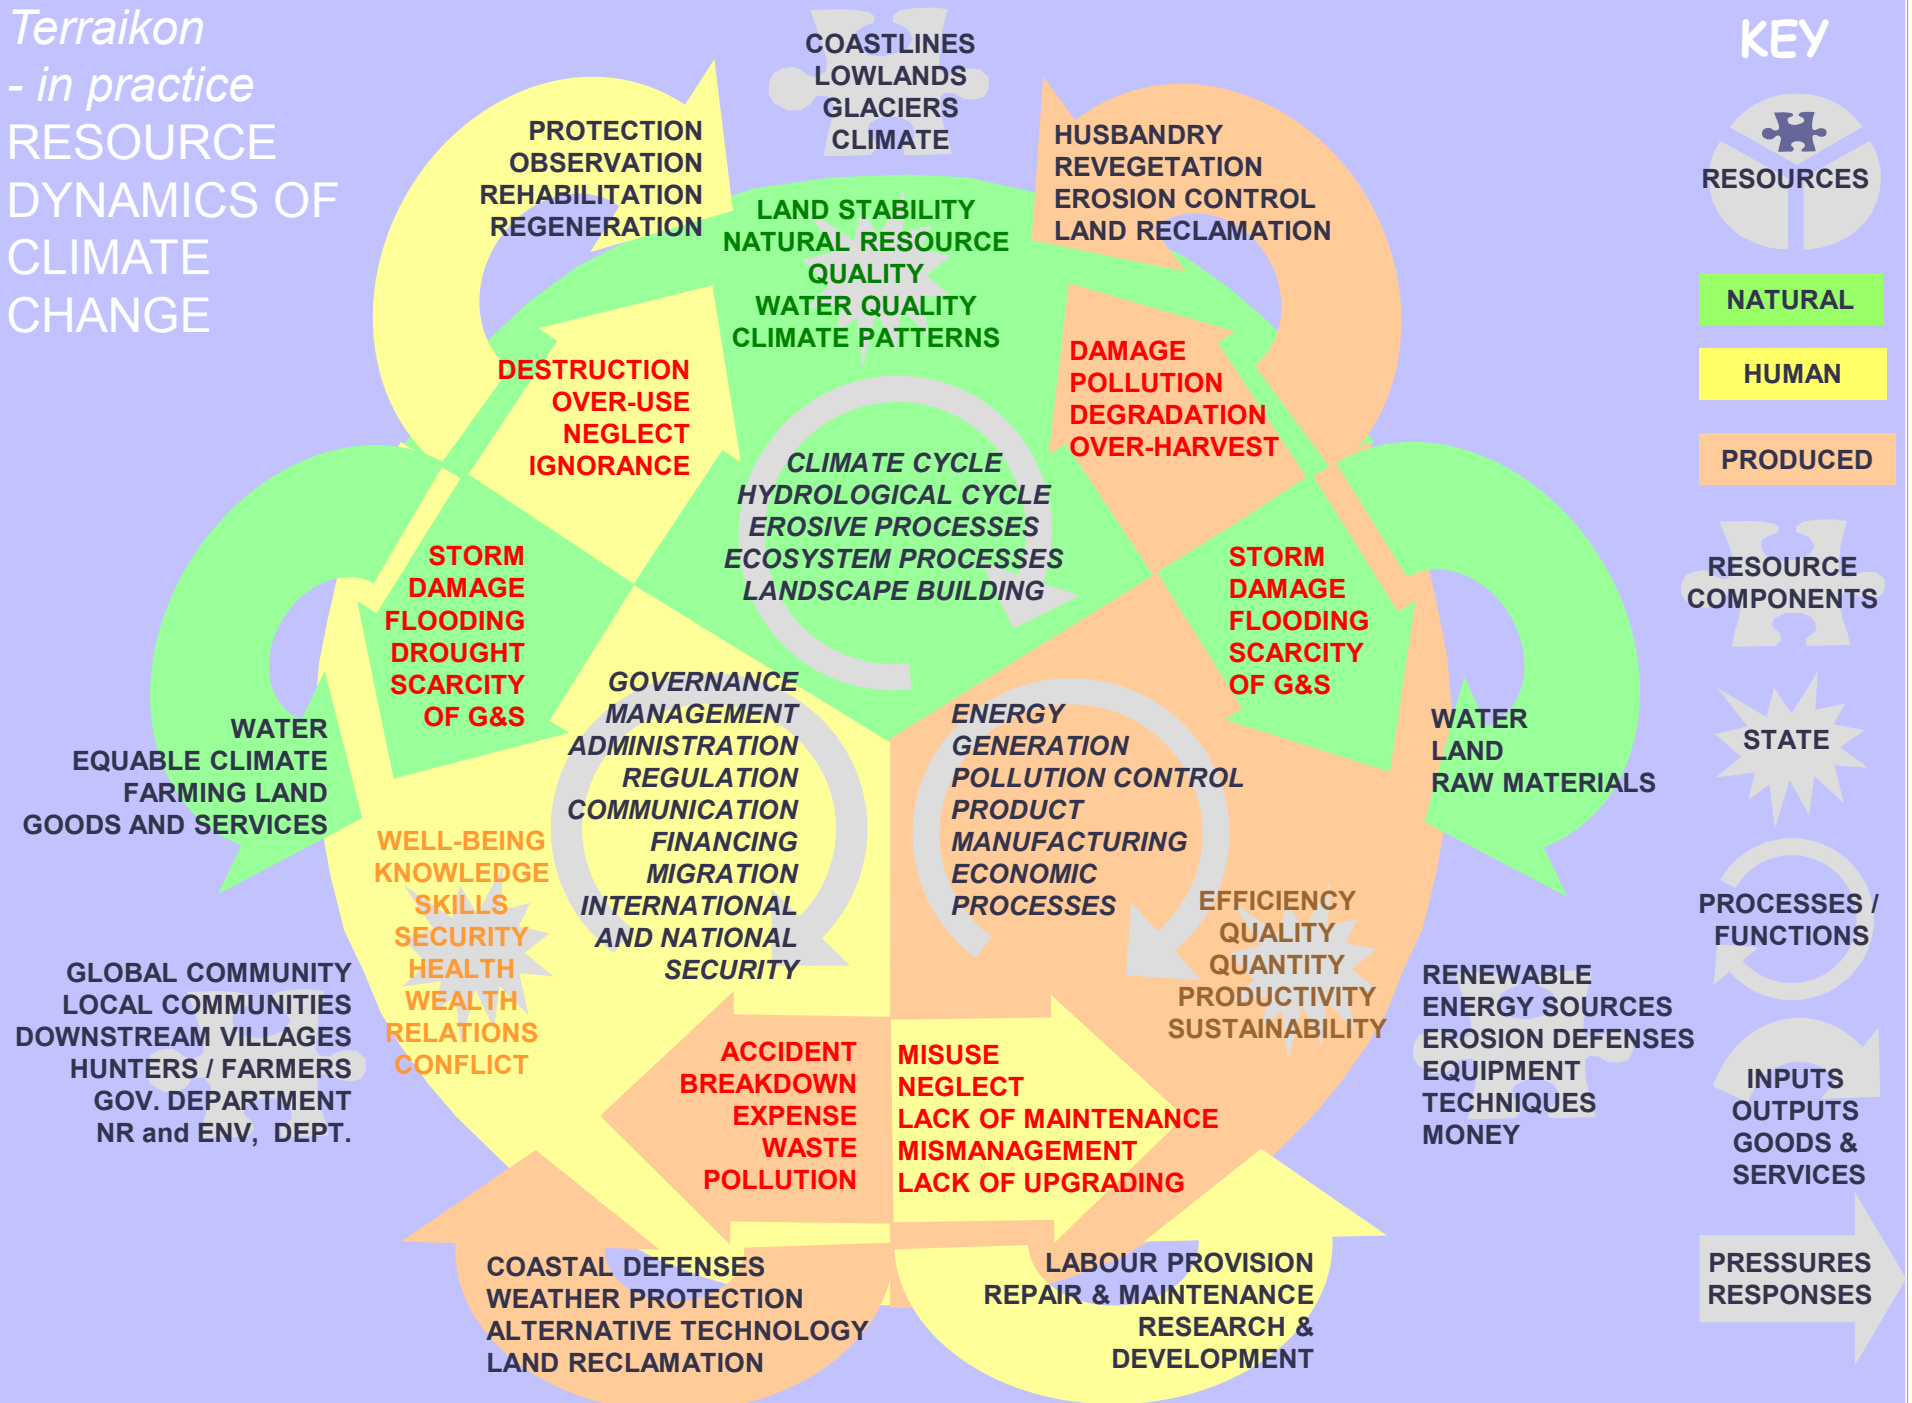 Terraikon
- in practice
RESOURCE
DYNAMICS OF
CLIMATE
CHANGE
COASTLINES
LOWLANDS
GLACIERS
CLIMATE
PROTECTION
OBSERVATION
REHABILITATION
REGENERATION
HUSBANDRY
REVEGETATION
EROSION CONTROL
LAND RECLAMATION
LAND STABILITY
NATURAL RESOURCE
QUALITY
WATER QUALITY
CLIMATE PATTERNS
DESTRUCTION
OVER-USE
NEGLECT
IGNORANCE
DAMAGE
POLLUTION
DEGRADATION
OVER-HARVEST
CLIMATE CYCLE
HYDROLOGICAL CYCLE
EROSIVE PROCESSES
ECOSYSTEM PROCESSES
LANDSCAPE BUILDING
STORM
DAMAGE
FLOODING
DROUGHT
SCARCITY
OF G&S
STORM
DAMAGE
FLOODING
SCARCITY
OF G&S
WATER
EQUABLE CLIMATE
FARMING LAND
GOODS AND SERVICES
GOVERNANCE
MANAGEMENT
ADMINISTRATION
REGULATION
COMMUNICATION
FINANCING
MIGRATION
INTERNATIONAL
AND NATIONAL
SECURITY
ENERGY
GENERATION
POLLUTION CONTROL
PRODUCT
MANUFACTURING
ECONOMIC
PROCESSES
WATER
LAND
RAW MATERIALS
WELL-BEING
KNOWLEDGE
SKILLS
SECURITY
HEALTH
WEALTH
RELATIONS
CONFLICT
EFFICIENCY
QUALITY
QUANTITY
PRODUCTIVITY
SUSTAINABILITY
GLOBAL COMMUNITY
LOCAL COMMUNITIES
DOWNSTREAM VILLAGES
HUNTERS / FARMERS
GOV. DEPARTMENT
NR and ENV, DEPT.
RENEWABLE
ENERGY SOURCES
EROSION DEFENSES
EQUIPMENT
TECHNIQUES
MONEY
ACCIDENT
BREAKDOWN
EXPENSE
WASTE
POLLUTION
MISUSE
NEGLECT
LACK OF MAINTENANCE
MISMANAGEMENT
LACK OF UPGRADING
COASTAL DEFENSES
WEATHER PROTECTION
ALTERNATIVE TECHNOLOGY
LAND RECLAMATION
LABOUR PROVISION
REPAIR & MAINTENANCE
RESEARCH &
DEVELOPMENT
KEY
RESOURCES
NATURAL
HUMAN
PRODUCED
RESOURCE
COMPONENTS
STATE
PROCESSES /
FUNCTIONS
INPUTS
OUTPUTS
GOODS &
SERVICES
PRESSURES
RESPONSES